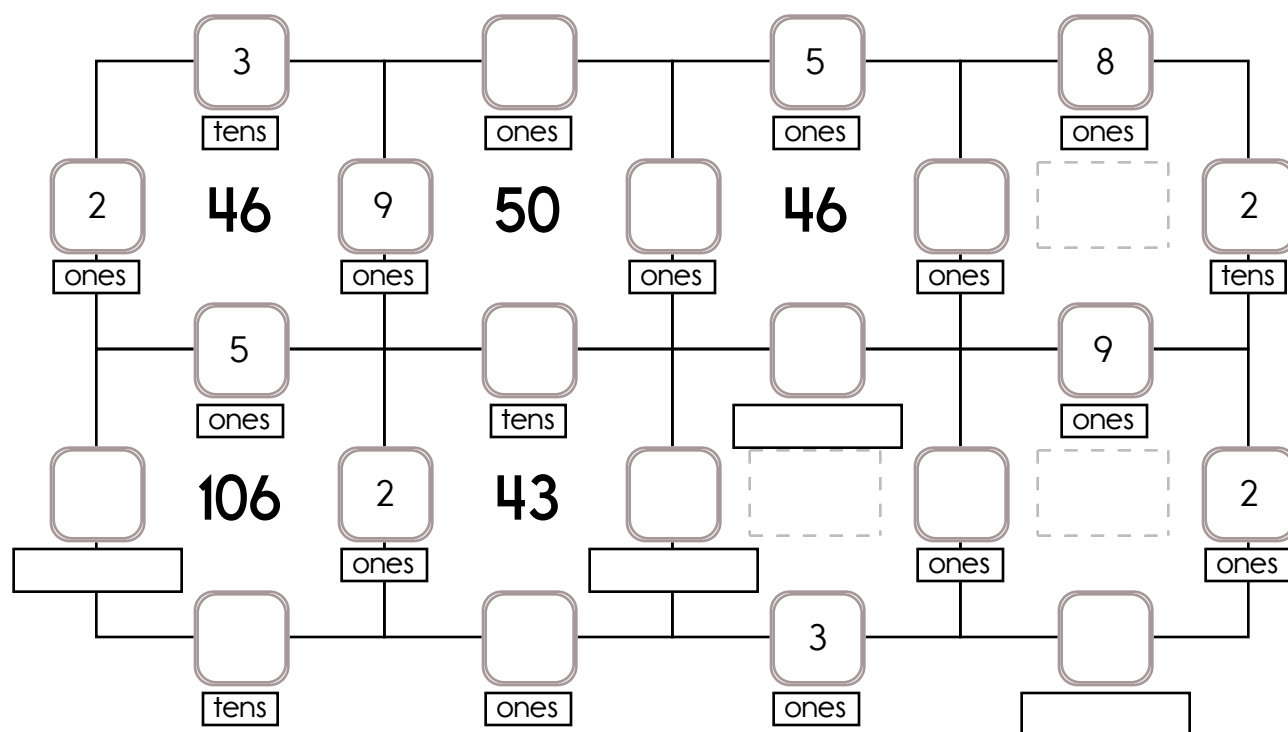 3 5 8
tens ones ones ones
2 46 9 50 46 2
ones ones ones ones tens
5 9
ones tens ones
106 2 43 2
ones ones ones
3
tens ones ones